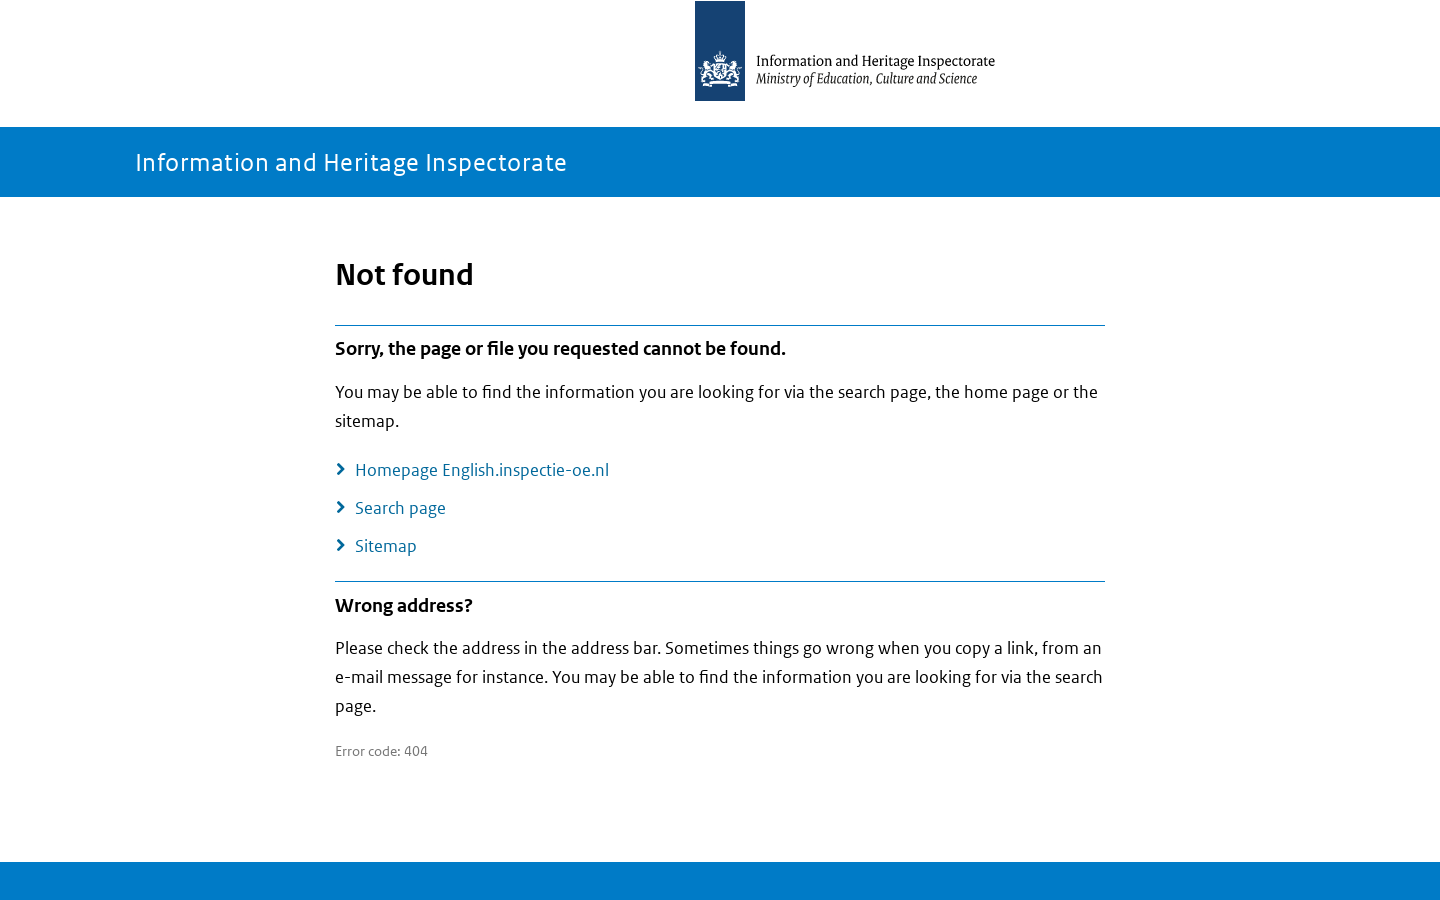 Information and Heritage Inspectorate
Ministry of Education, Culture and Science
Information and Heritage Inspectorate
Not found
Sorry, the page or file you requested cannot be found.
You may be able to find the information you are looking for via the search page, the home page or the
sitemap.
Homepage English.inspectie-oe.nl
Search page
Sitemap
Wrong address?
Please check the address in the address bar. Sometimes things go wrong when you copy a link, from an
e-mail message for instance. You may be able to find the information you are looking for via the search
page.
Error code: 404